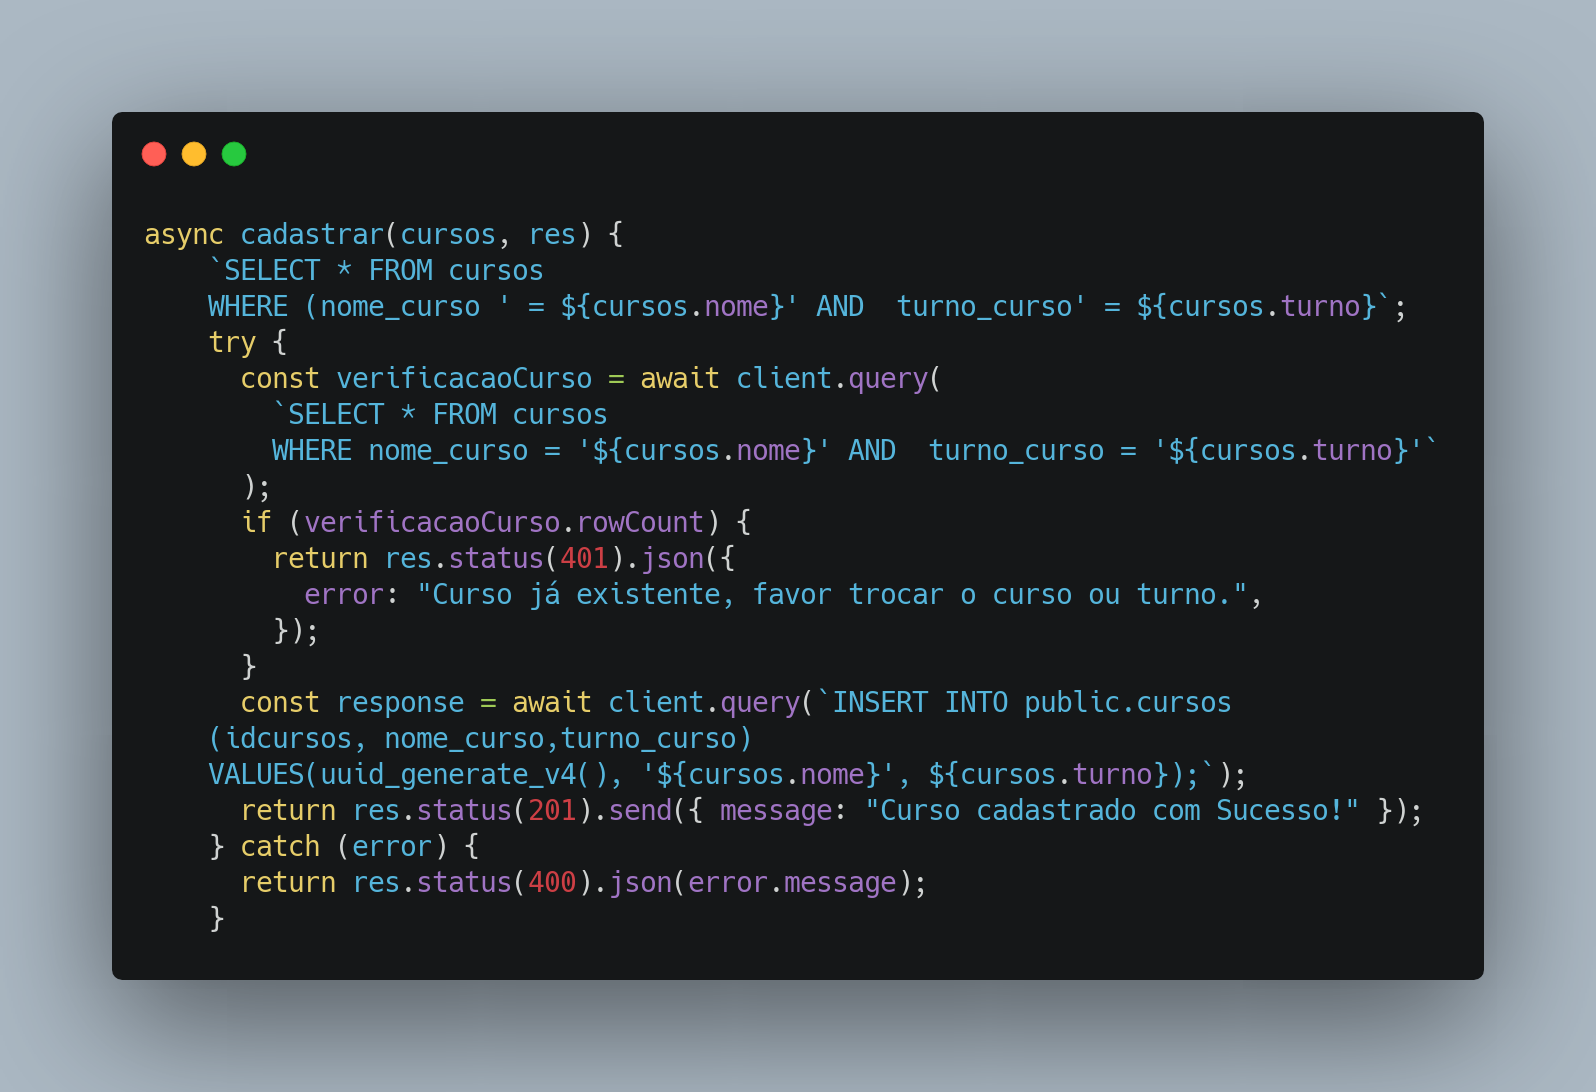 async cadastrar(cursos, res) {
    `SELECT * FROM cursos
    WHERE (nome_curso ' = ${cursos.nome}' AND  turno_curso' = ${cursos.turno}`;
    try {
      const verificacaoCurso = await client.query(
        `SELECT * FROM cursos
        WHERE nome_curso = '${cursos.nome}' AND  turno_curso = '${cursos.turno}'`
      );
      if (verificacaoCurso.rowCount) {
        return res.status(401).json({
          error: "Curso já existente, favor trocar o curso ou turno.",
        });
      }
      const response = await client.query(`INSERT INTO public.cursos
    (idcursos, nome_curso,turno_curso)
    VALUES(uuid_generate_v4(), '${cursos.nome}', ${cursos.turno});`);
      return res.status(201).send({ message: "Curso cadastrado com Sucesso!" });
    } catch (error) {
      return res.status(400).json(error.message);
    }